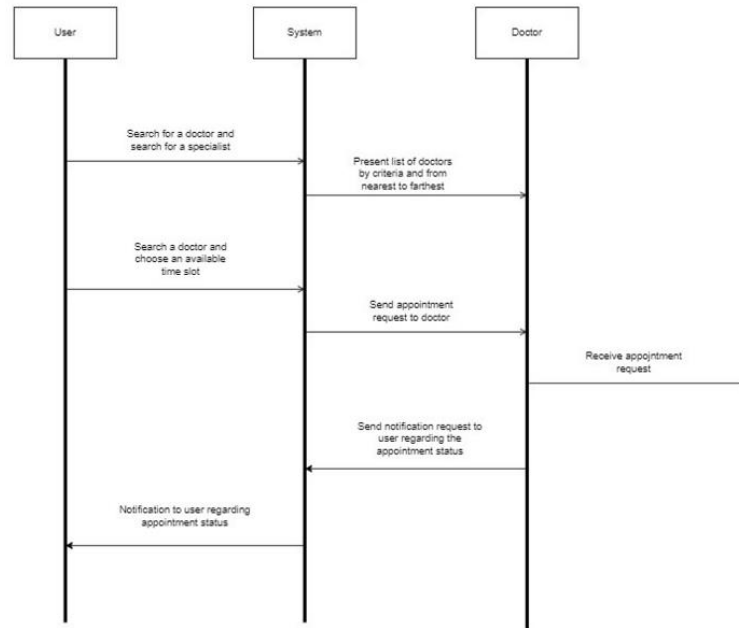 User
System
Doctor
Search for a doctor and
search for a specialist
Present list of doctors
by criteria and from
nearest to farthest
Search a doctor and
choose an available
time slot
Send appointment
request to doctor
Receive appointment
request
Send notification request to
user regarding the
appointment status
Notification to user regarding
appointment status